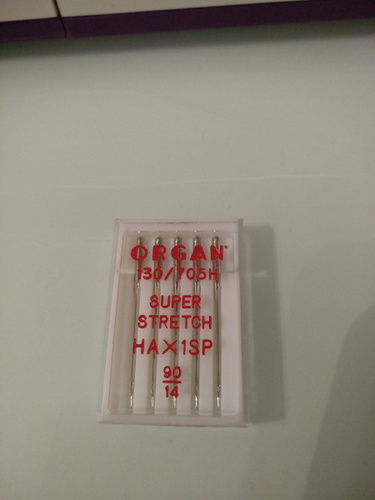 ORGAN
130/705H
SUPER
STRETCH
HA×1SP
90
14